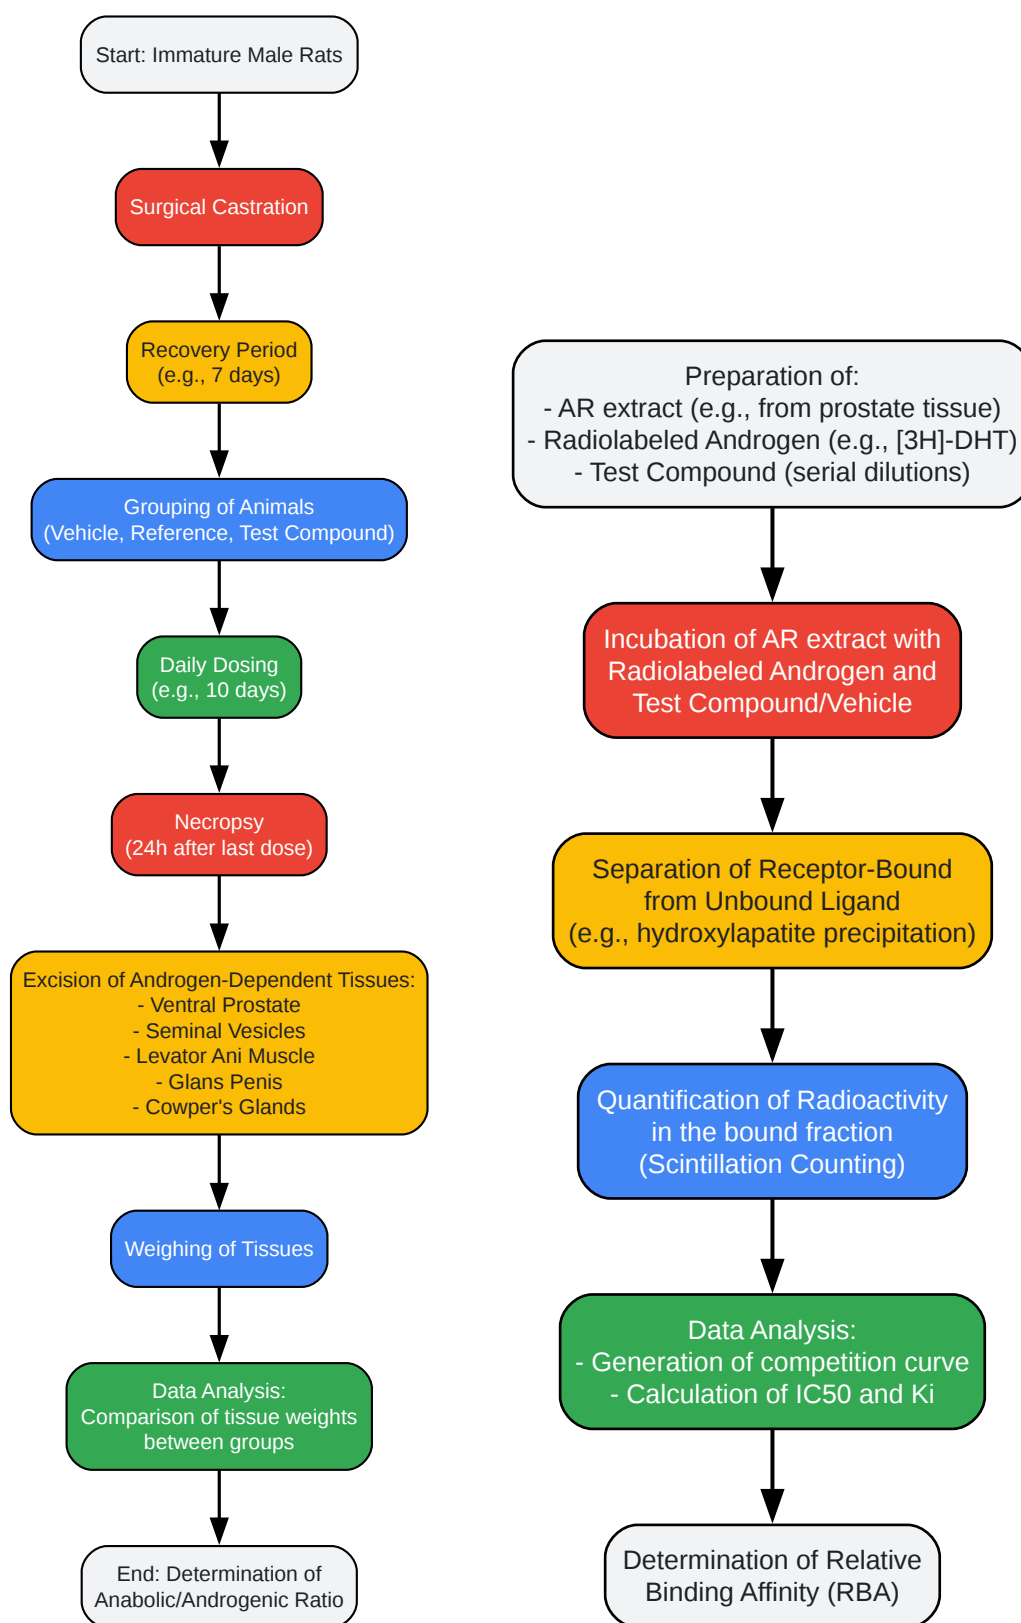 Start: Immature Male Rats
Surgical Castration
Recovery Period
(e.g., 7 days)
Grouping of Animals
(Vehicle, Reference, Test Compound)
Daily Dosing
(e.g., 10 days)
Necropsy
(24h after last dose)
Excision of Androgen-Dependent Tissues:
- Ventral Prostate
- Seminal Vesicles
- Levator Ani Muscle
- Glans Penis
- Cowper's Glands
Weighing of Tissues
Data Analysis:
Comparison of tissue weights
between groups
End: Determination of
Anabolic/Androgenic Ratio
Preparation of:
- AR extract (e.g., from prostate tissue)
- Radiolabeled Androgen (e.g., [3H]-DHT)
- Test Compound (serial dilutions)
Incubation of AR extract with
Radiolabeled Androgen and
Test Compound/Vehicle
Separation of Receptor-Bound
from Unbound Ligand
(e.g., hydroxylapatite precipitation)
Quantification of Radioactivity
in the bound fraction
(Scintillation Counting)
Data Analysis:
- Generation of competition curve
- Calculation of IC50 and Ki
Determination of Relative
Binding Affinity (RBA)